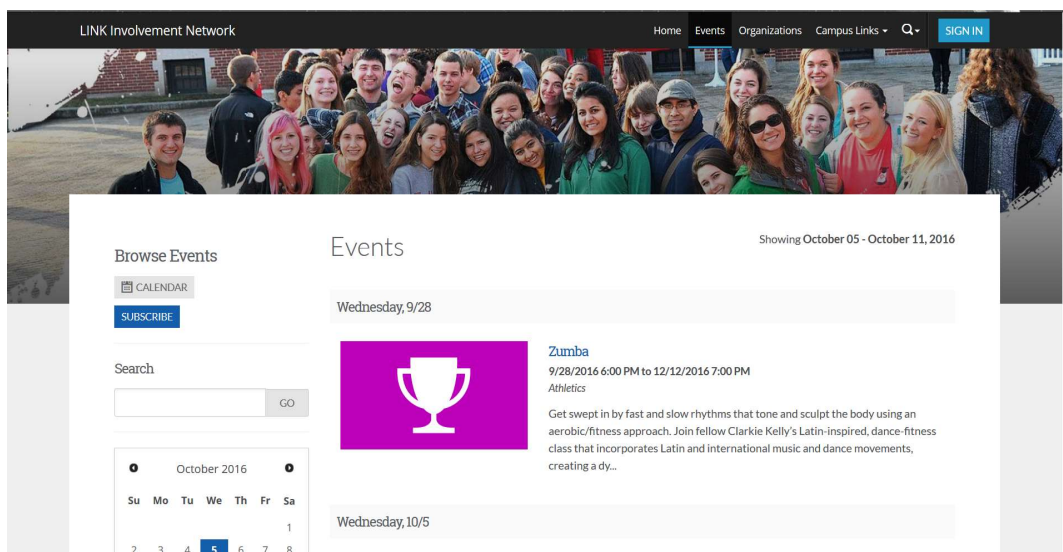 LINK Involvement Network
Home Events Organizations Campus Links SIGN IN
Browse Events
CALENDAR
SUBSCRIBE
Search
GO
October 2016
Su Mo Tu We Th Fr Sa
1
2 3 4 5 6 7 8
Events
Showing October 05 - October 11, 2016
Wednesday, 9/28
Zumba
9/28/2016 6:00 PM to 12/12/2016 7:00 PM
Athletics
Get swept in by fast and slow rhythms that tone and sculpt the body using an
aerobic/fitness approach. Join fellow Clarkie Kelly's Latin-inspired, dance-fitness
class that incorporates Latin and international music and dance movements,
creating a dy...
Wednesday, 10/5